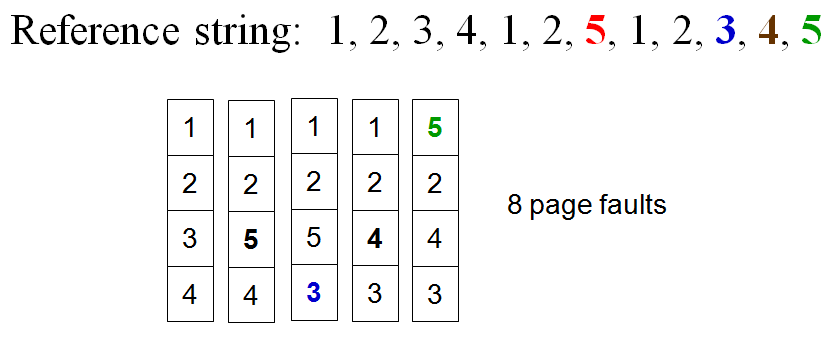 Reference string: 1, 2, 3, 4, 1, 2, 5, 1, 2, 3, 4, 5
1 1 1 1 5
2 2 2 2 2
3 5 5 4 4
4 4 3 3 3
8 page faults